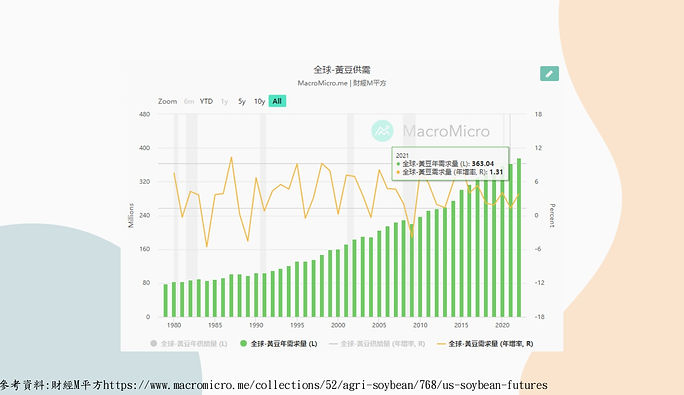 全球-黃豆供需
MacroMicro.me | 財經M平方
Zoom 6m YTD 1y 5y 10y All
480 18
MacroMicro
400 12
2021
全球-黃豆年需求量 (L): 363.04
全球-黃豆需求量 (年增率, R): 1.31
320 6
Millions
240 0
Percent
160 -6
80 -12
0 -18
1980 1985 1990 1995 2000 2005 2010 2015 2020
全球-黃豆年供給量 (L) 全球-黃豆年需求量 (L) 全球-黃豆供給量 (年增率, R) 全球-黃豆需求量 (年增率, R)
參考資料:財經M平方https://www.macromicro.me/collections/52/agri-soybean/768/us-soybean-futures